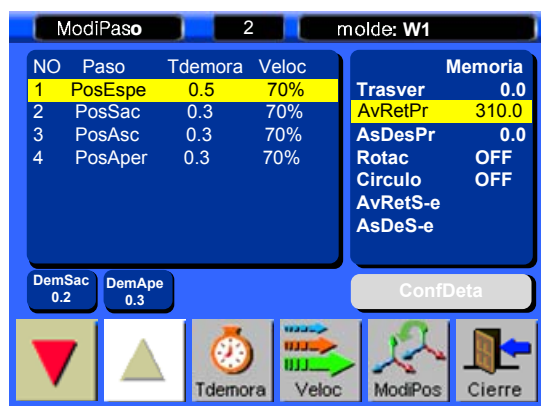 ModiPaso 2 molde: W1
NO Paso Tdemora Veloc
1 PosEspe 0.5 70%
2 PosSac 0.3 70%
3 PosAsc 0.3 70%
4 PosAper 0.3 70%
Memoria
Trasver 0.0
AvRetPr 310.0
AsDesPr 0.0
Rotac OFF
Circulo OFF
AvRetS-e
AsDeS-e
DemSac
0.2
DemApe
0.3
ConfDeta
Tdemora
Veloc
ModiPos
Cierre